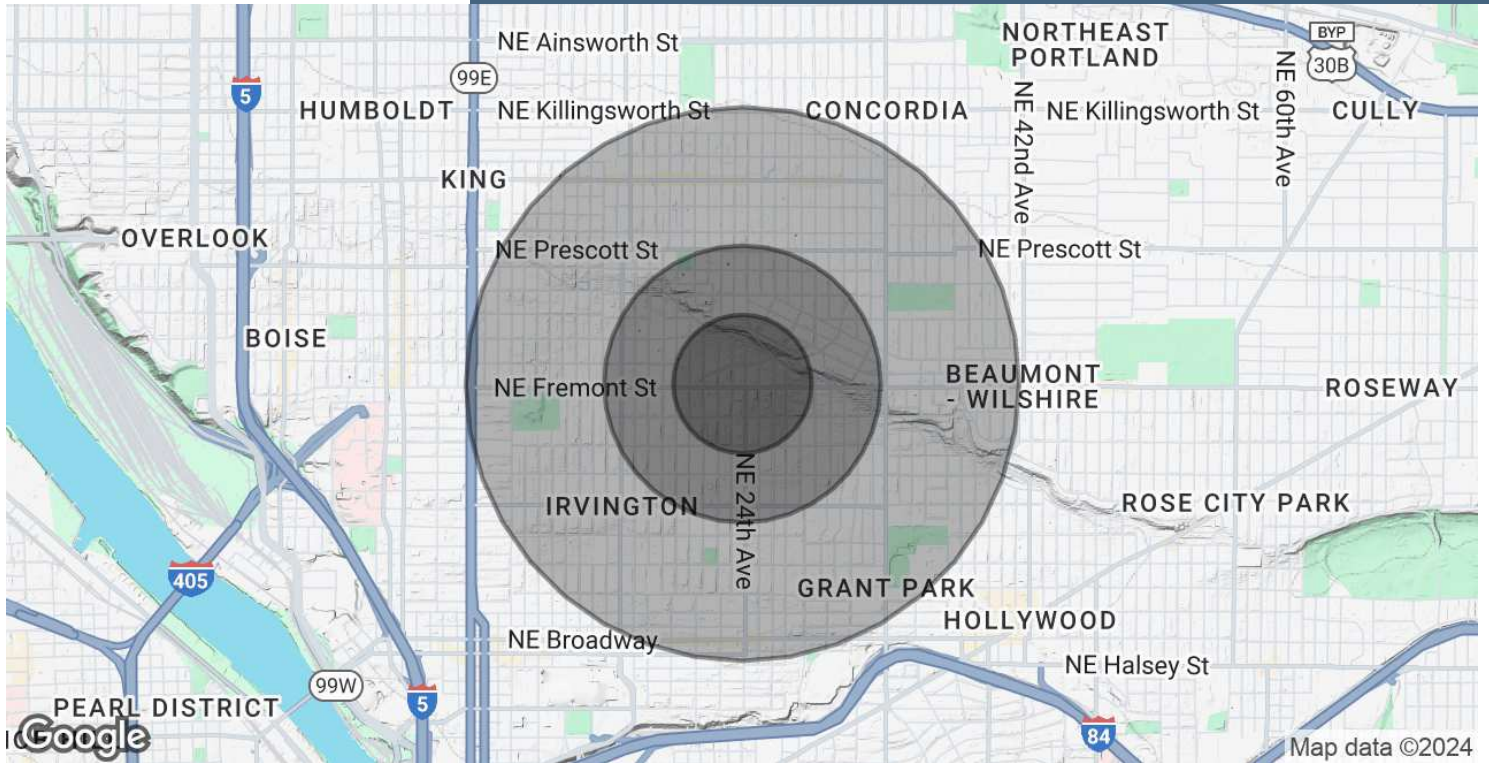 NE Ainsworth St
NORTHEAST
PORTLAND
BYP
30B
99E
5
HUMBOLDT
NE Killingsworth St
CONCORDIA
NE 42nd Ave
NE Killingsworth St
NE 60th Ave
CULLY
KING
OVERLOOK
NE Prescott St
NE Prescott St
BOISE
NE Fremont St
BEAUMONT
- WILSHIRE
ROSEWAY
IRVINGTON
NE 24th Ave
ROSE CITY PARK
405
GRANT PARK
HOLLYWOOD
NE Broadway
NE Halsey St
99W
5
PEARL DISTRICT
84
Google
Map data ©2024